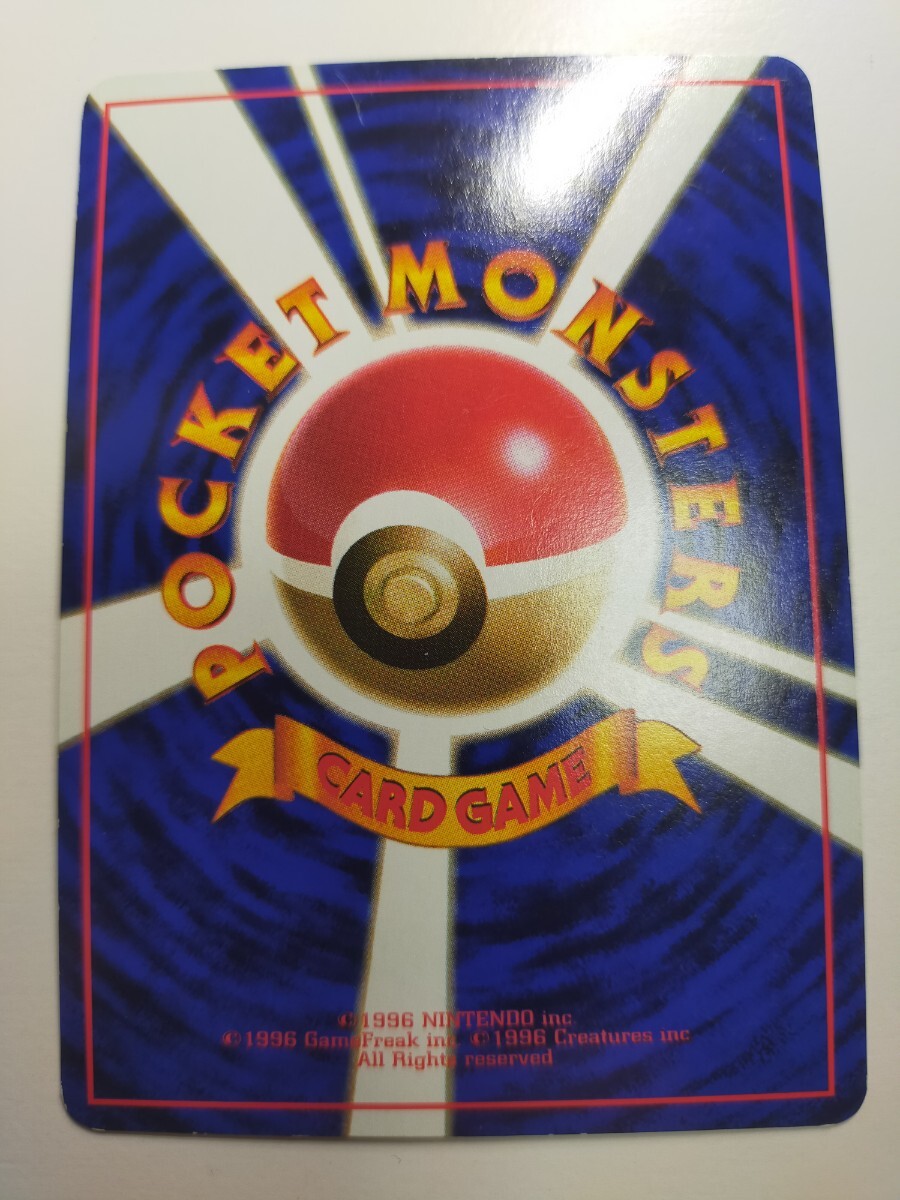 POCKET MONSTERS
CARD GAME
©1996 NINTENDO inc.
©1996 GameFreak inc. ©1996 Creatures inc
All Rights reserved